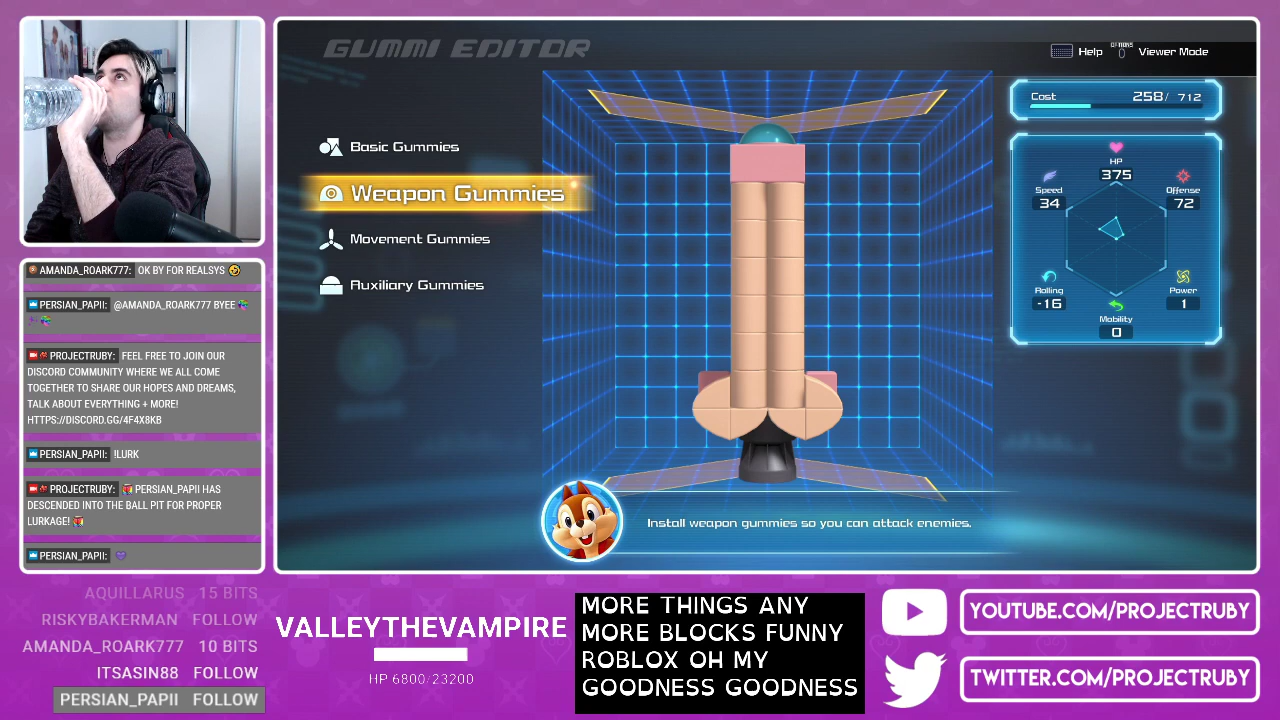 GUMMI EDITOR
OPTIONS
Help Viewer Mode
Cost 258/ 712
Basic Gummies
Weapon Gummies
Movement Gummies
Auxiliary Gummies
HP
375
Speed
34
Offense
72
Rolling
-16
Power
1
Mobility
0
Install weapon gummies so you can attack enemies.
AMANDA_ROARK777: OK BY FOR REALSYS
PERSIAN_PAPII: @AMANDA_ROARK777 BYEE
PROJECTRUBY: FEEL FREE TO JOIN OUR
DISCORD COMMUNITY WHERE WE ALL COME
TOGETHER TO SHARE OUR HOPES AND DREAMS,
TALK ABOUT EVERYTHING + MORE!
HTTPS://DISCORD.GG/4F4X8KB
PERSIAN_PAPII: !LURK
PROJECTRUBY: PERSIAN_PAPII HAS
DESCENDED INTO THE BALL PIT FOR PROPER
LURKAGE!
PERSIAN_PAPII:
AQUILLARUS 15 BITS
RISKYBAKERMAN FOLLOW
AMANDA_ROARK777 10 BITS
ITSASIN88 FOLLOW
PERSIAN_PAPII FOLLOW
VALLEYTHEVAMPIRE
HP 6800/23200
MORE THINGS ANY
MORE BLOCKS FUNNY
ROBLOX OH MY
GOODNESS GOODNESS
YOUTUBE.COM/PROJECTRUBY
TWITTER.COM/PROJECTRUBY